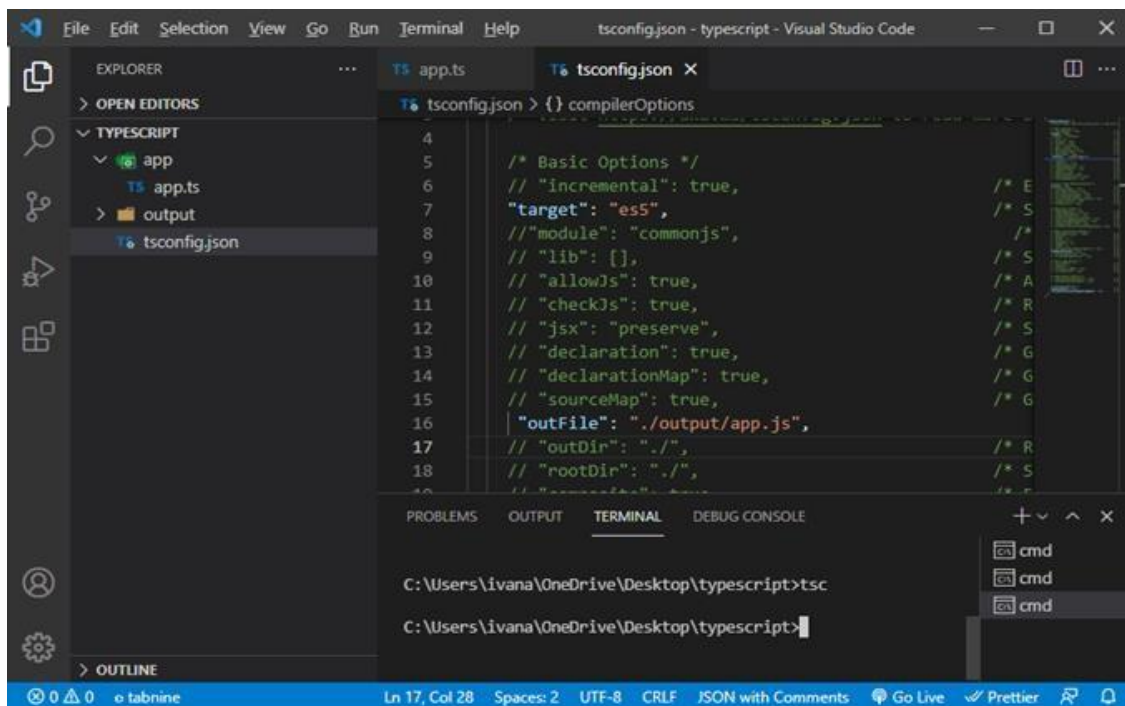 File Edit Selection View Go Run Terminal Help tsconfig.json - typescript - Visual Studio Code
EXPLORER
OPEN EDITORS
TYPESCRIPT
app
TS app.ts
output
tsconfig.json
TS app.ts
tsconfig.json
tsconfig.json > {} compilerOptions
4
5 /* Basic Options */
6 // "incremental": true, /* E
7 "target": "es5", /* S
8 //"module": "commonjs", /*
9 // "lib": [], /* S
10 // "allowJs": true, /* A
11 // "checkJs": true, /* R
12 // "jsx": "preserve", /* S
13 // "declaration": true, /* G
14 // "declarationMap": true, /* G
15 // "sourceMap": true, /* G
16 "outFile": "./output/app.js",
17 // "outDir": "./", /* R
18 // "rootDir": "./", /* S
PROBLEMS OUTPUT TERMINAL DEBUG CONSOLE
cmd
cmd
cmd
C:\Users\ivana\OneDrive\Desktop\typescript>tsc
C:\Users\ivana\OneDrive\Desktop\typescript>
OUTLINE
0 0 tabnine Ln 17, Col 28 Spaces: 2 UTF-8 CRLF JSON with Comments Go Live Prettier